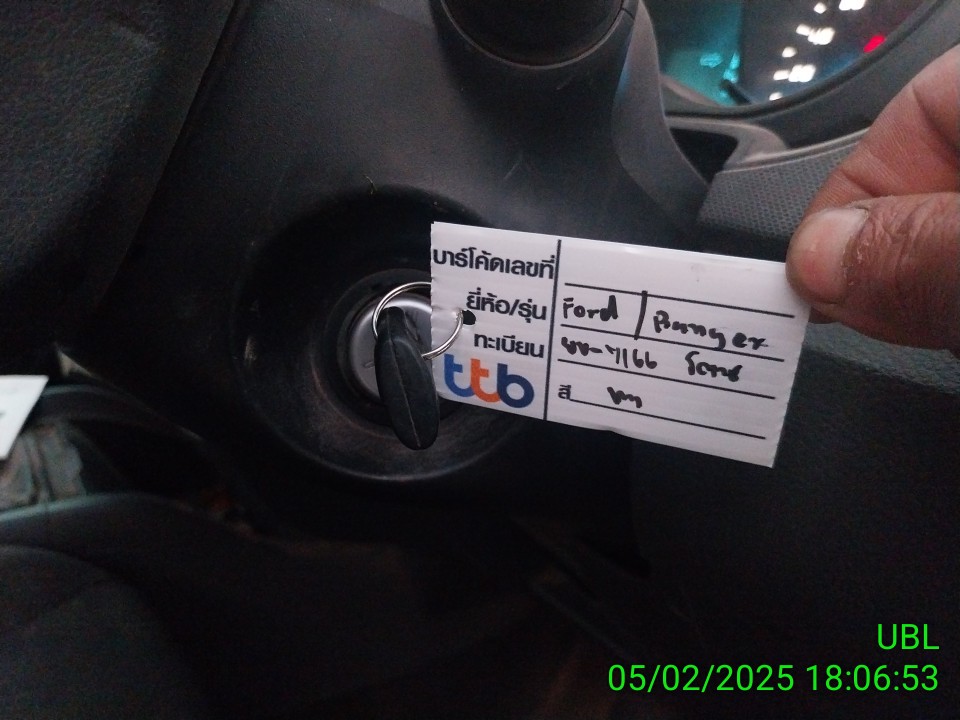 บาร์โค้ดเลขที่
ยี่ห้อ/รุ่น Ford / Ranger
ทะเบียน -7166
ttb
สี
UBL
05/02/2025 18:06:53